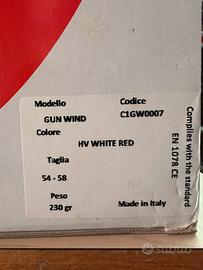 Modello Codice
GUN WIND C1GW0007
Colore
HV WHITE RED
Taglia
54 - 58
Peso
230 gr Made in Italy
Complies with the standard
EN 1078 CE
subito